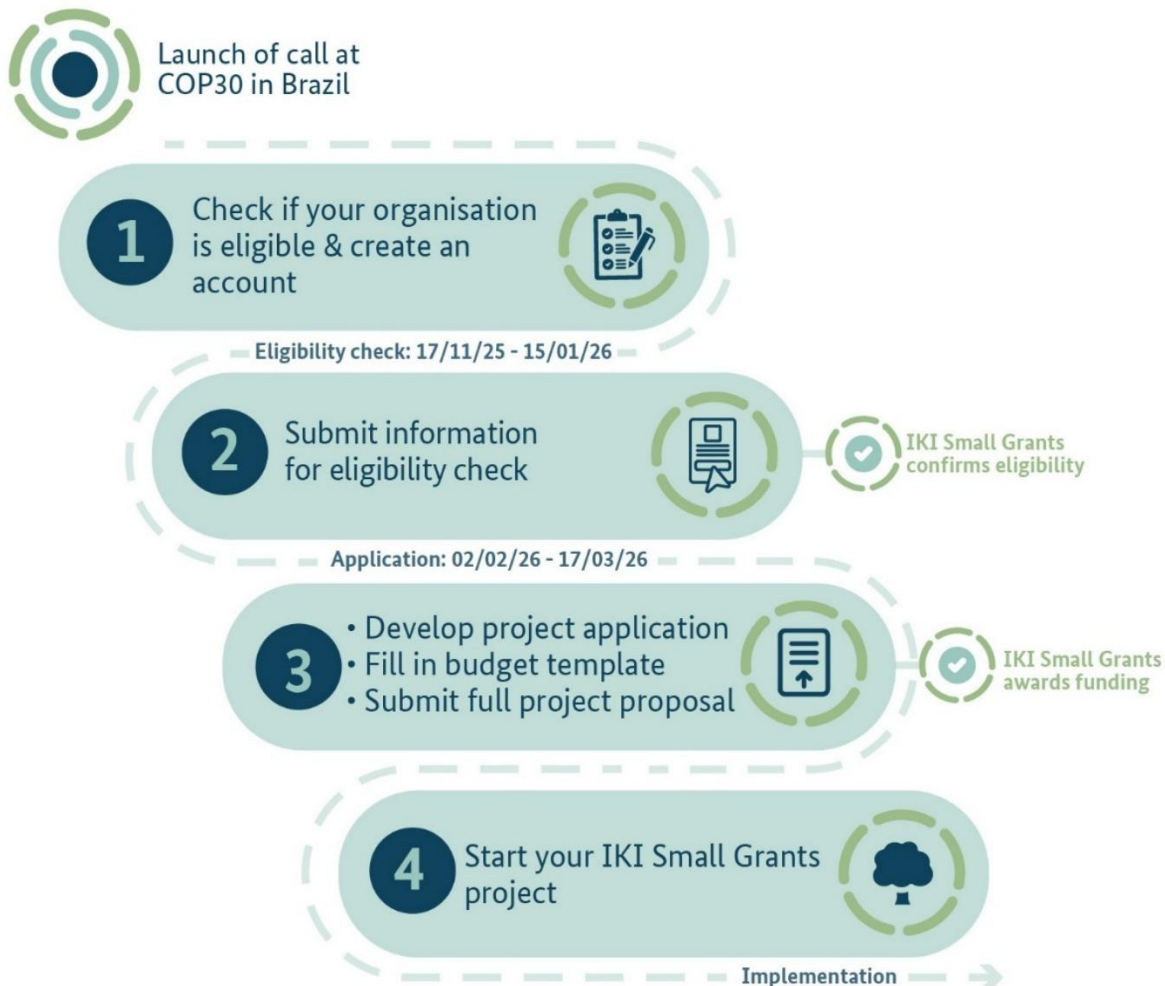 Launch of call at
COP30 in Brazil
1
Check if your organisation
is eligible & create an
account
Eligibility check: 17/11/25 - 15/01/26
2
Submit information
for eligibility check
IKI Small Grants
confirms eligibility
Application: 02/02/26 - 17/03/26
3
• Develop project application
• Fill in budget template
• Submit full project proposal
IKI Small Grants
awards funding
4
Start your IKI Small Grants
project
Implementation